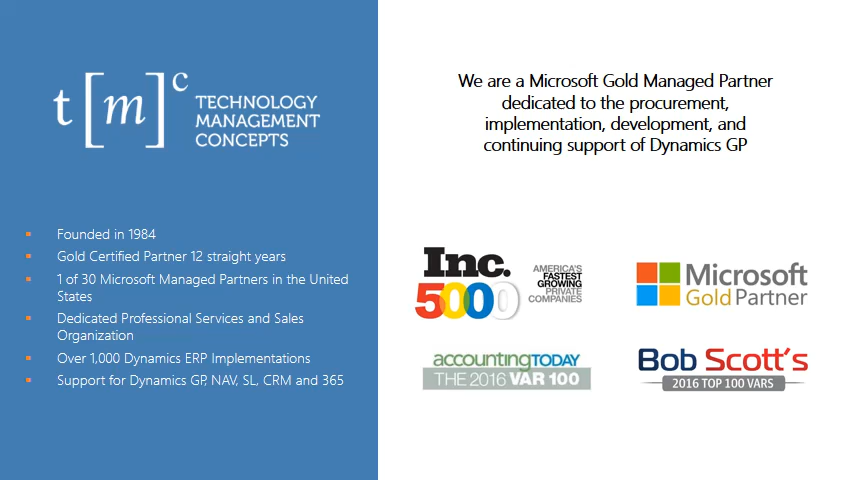 t[m]c TECHNOLOGY
MANAGEMENT
CONCEPTS
Founded in 1984
Gold Certified Partner 12 straight years
1 of 30 Microsoft Managed Partners in the United
States
Dedicated Professional Services and Sales
Organization
Over 1,000 Dynamics ERP Implementations
Support for Dynamics GP, NAV, SL, CRM and 365
We are a Microsoft Gold Managed Partner
dedicated to the procurement,
implementation, development, and
continuing support of Dynamics GP
Inc.
5000
AMERICA'S
FASTEST
GROWING
PRIVATE
COMPANIES
Microsoft
Gold Partner
accountingTODAY
THE 2016 VAR 100
Bob Scott's
2016 TOP 100 VARS